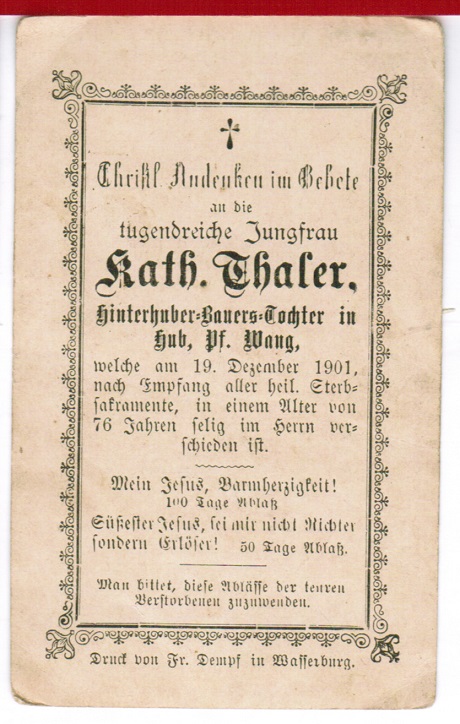 Christl Andenken im Gebete
an die
tugendreiche Jungfrau
Kath. Thaler,
Hinterhuber-Bauers-Tochter in
Hub, Pf. Wang,
welche am 19. Dezember 1901,
nach Empfang aller heil. Sterb-
sakramente, in einem Alter von
76 Jahren selig im Herrn ver-
schieden ist.
Mein Jesus, Barmherzigkeit!
100 Tage Ablaß
Süßester Jesus, sei mir nicht Richter
sondern Erlöser! 50 Tage Ablaß.
Man bittet, diese Ablässe der teuren
Verstorbenen zuzuwenden.
Druck von Fr. Dempf in Wasserburg.